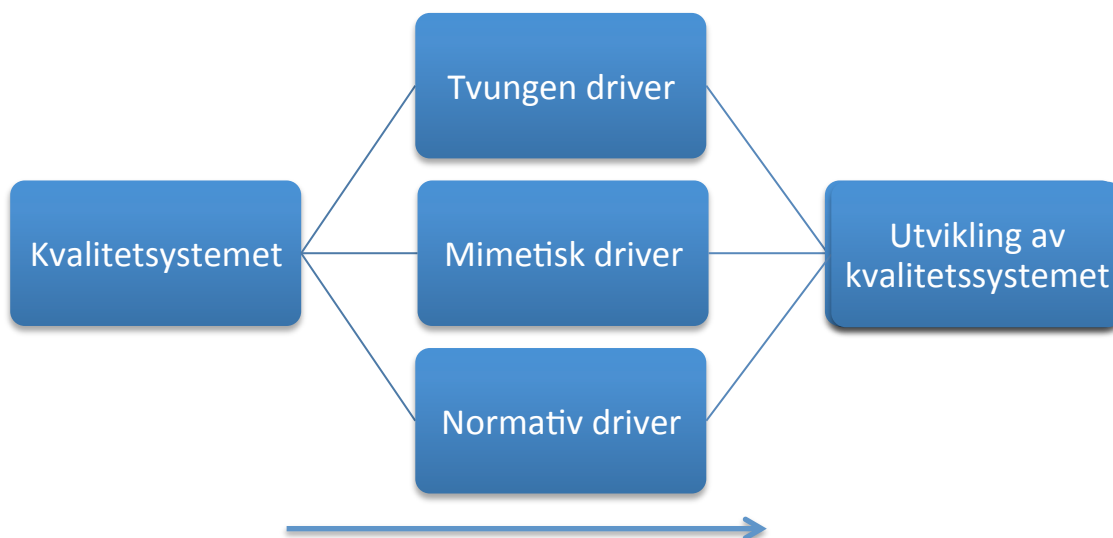 Tvungen driver
Kvalitetsystemet
Mimetisk driver
Utvikling av
kvalitetssystemet
Normativ driver